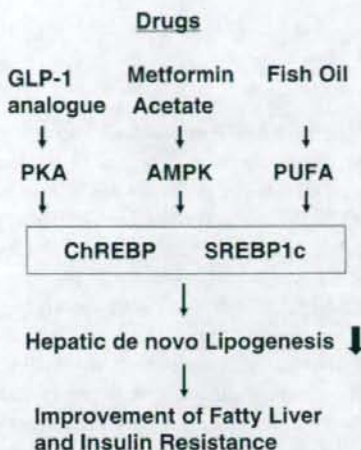 Drugs
GLP-1 analogue
Metformin Acetate
Fish Oil
PKA AMPK PUFA
ChREBP SREBP1c
Hepatic de novo Lipogenesis
Improvement of Fatty Liver
and Insulin Resistance